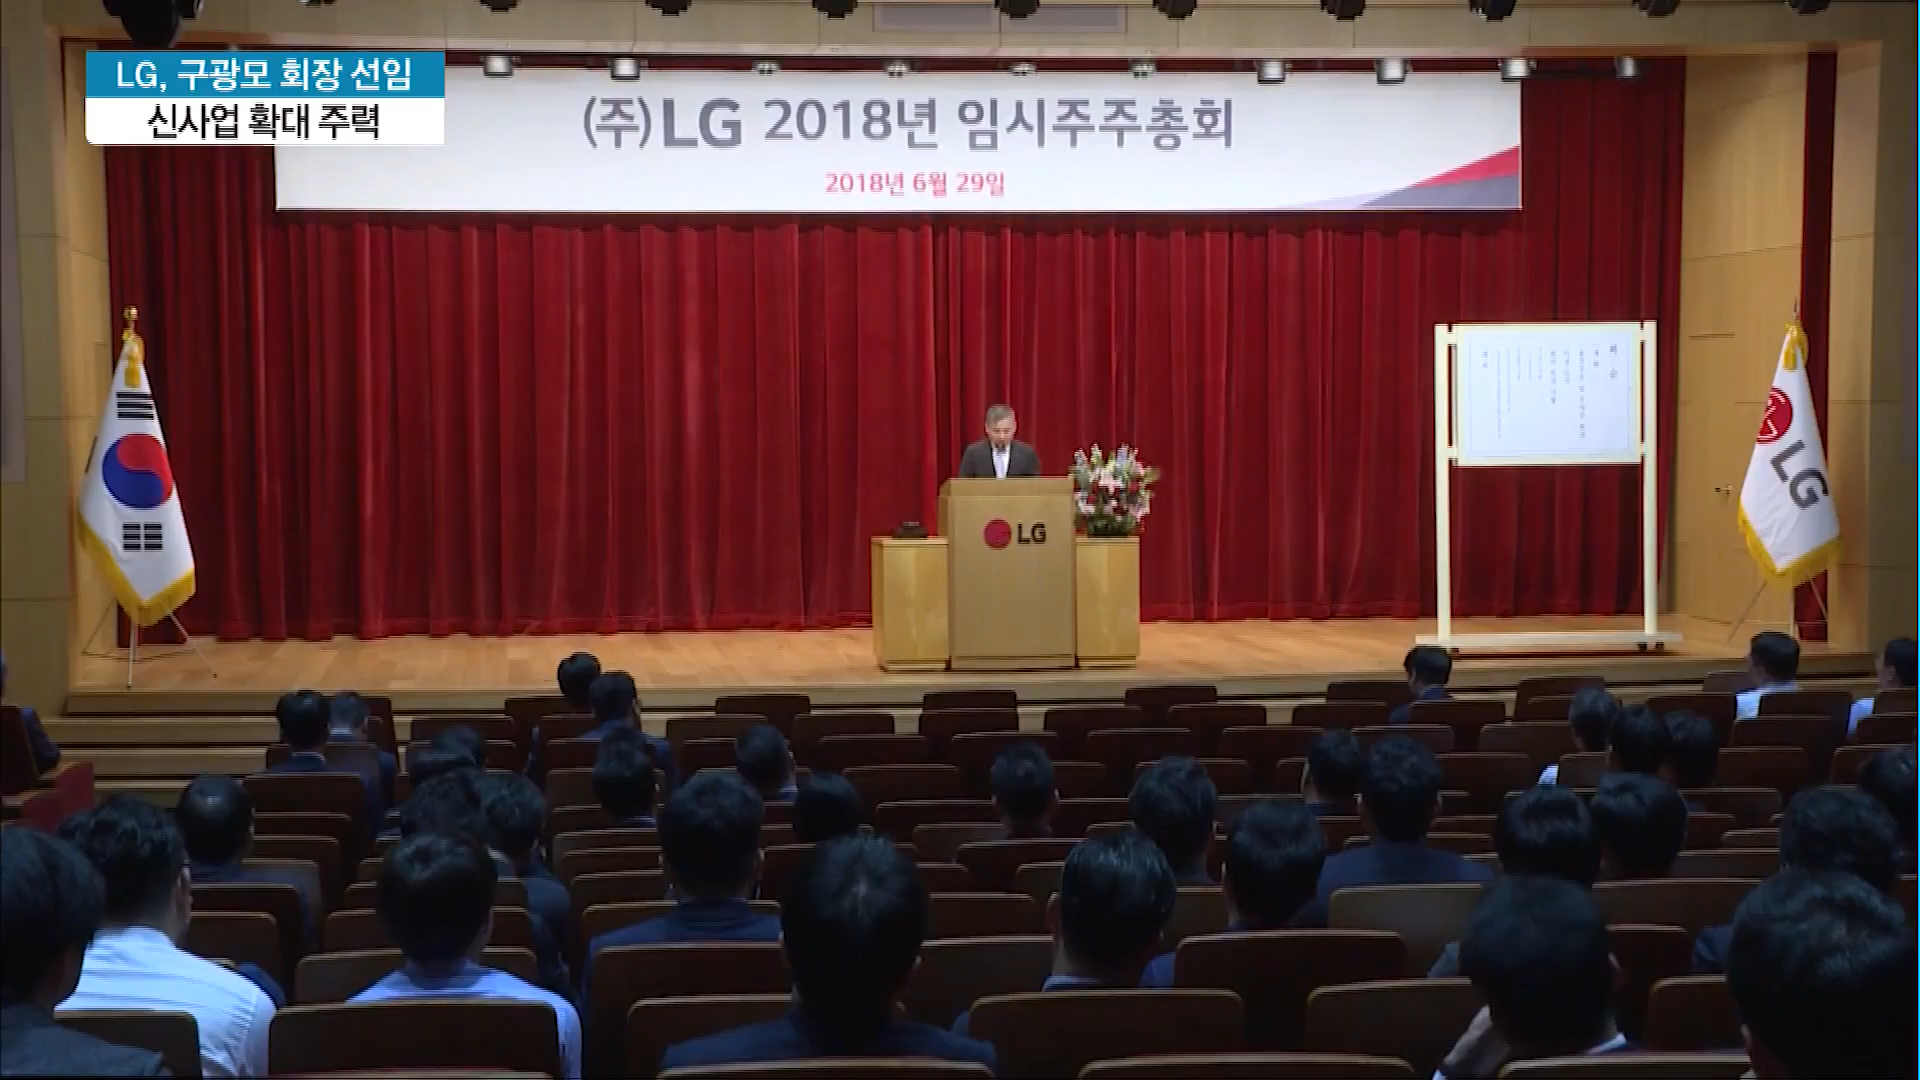 LG, 구광모 회장 선임
신사업 확대 주력
(주)LG 2018년 임시주주총회
2018년 6월 29일
LG
LG